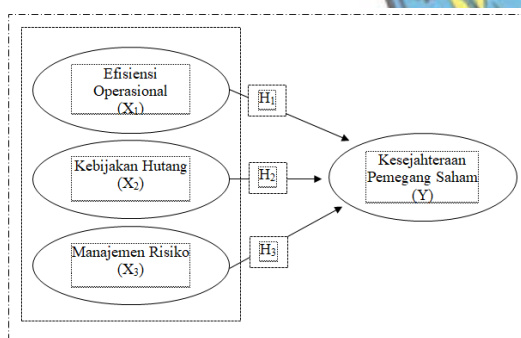 Efisiensi
Operasional
(X₁)
H₁
Kebijakan Hutang
(X₂)
H₂
Kesejahteraan
Pemegang Saham
(Y)
Manajemen Risiko
(X₃)
H₃